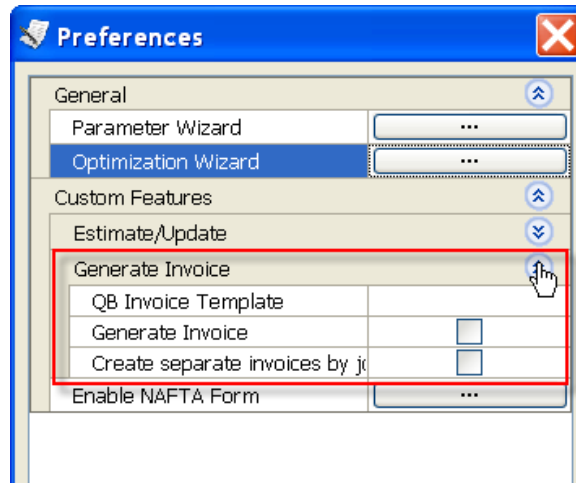 Preferences
General
Parameter Wizard ...
Optimization Wizard ...
Custom Features
Estimate/Update
Generate Invoice
QB Invoice Template
Generate Invoice
Create separate invoices by
Enable NAFTA Form ...